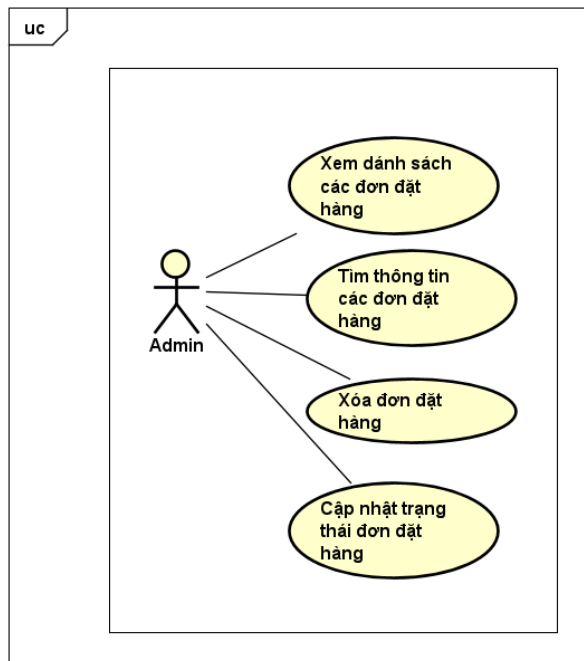 uc
Xem dánh sách
các đơn đặt
hàng
Tìm thông tin
các đơn đặt
hàng
Admin
Xóa đơn đặt
hàng
Cập nhật trạng
thái đơn đặt
hàng